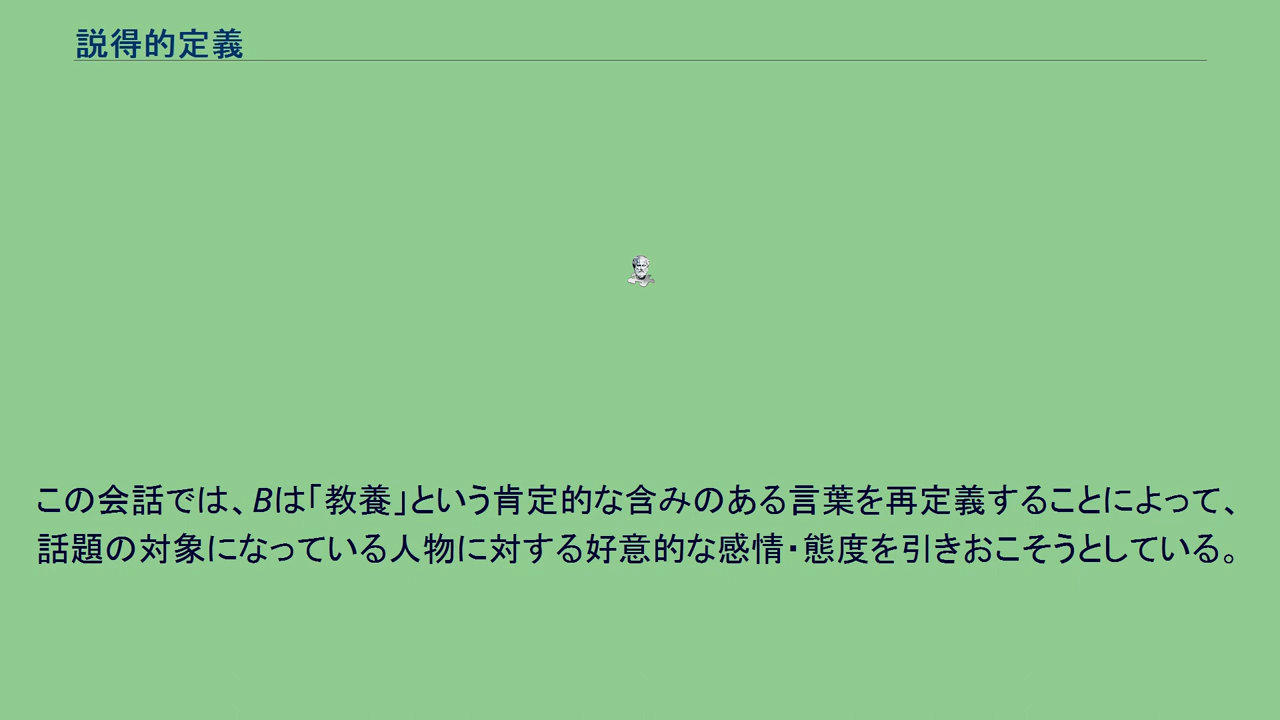 説得的定義
この会話では、Bは「教養」という肯定的な含みのある言葉を再定義することによって、
話題の対象になっている人物に対する好意的な感情・態度を引きおこそうとしている。